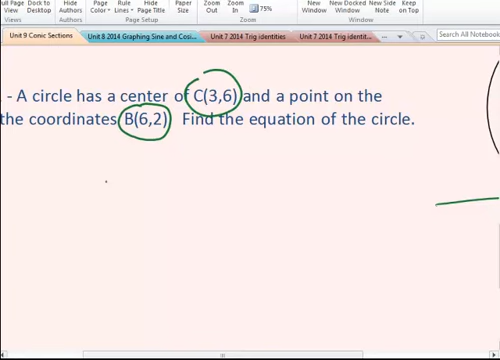 Full Page
View
Dock to
Desktop
Hide
Authors
Page
Color
Rule
Lines
Hide
Page Title
Paper
Size
Zoom
Out
Zoom
In
75%
New
Window
New Docked
Window
New Side
Note
Keep
on Top
Views
Authors
Page Setup
Zoom
Window
Unit 9 Conic Sections
Unit 8 2014 Graphing Sine and Cosi...
Unit 7 2014 Trig identities
Unit 7 2014 Trig identit...
Search All Notebooks
- A circle has a center of C(3,6) and a point on the
the coordinates B(6,2) Find the equation of the circle.